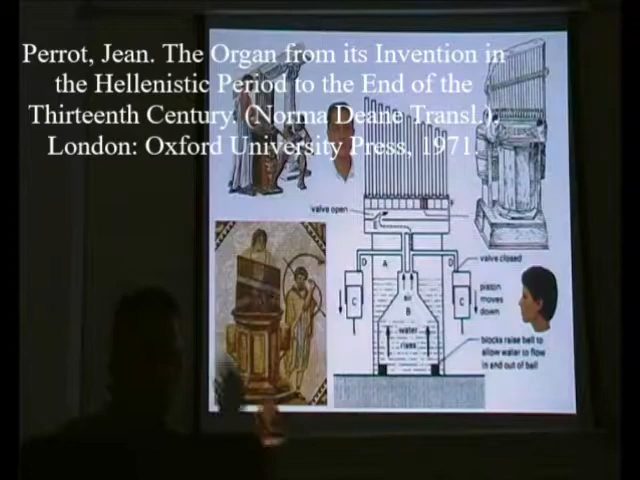 Perrot, Jean. The Organ from its Invention in
the Hellenistic Period to the End of the
Thirteenth Century. (Norma Deane Transl.).
London: Oxford University Press, 1971.
valve open
valve closed
D
A
D
C
air
B
C
piston
moves
down
water
rises
blocks raise bell to
allow water to flow
in and out of bell